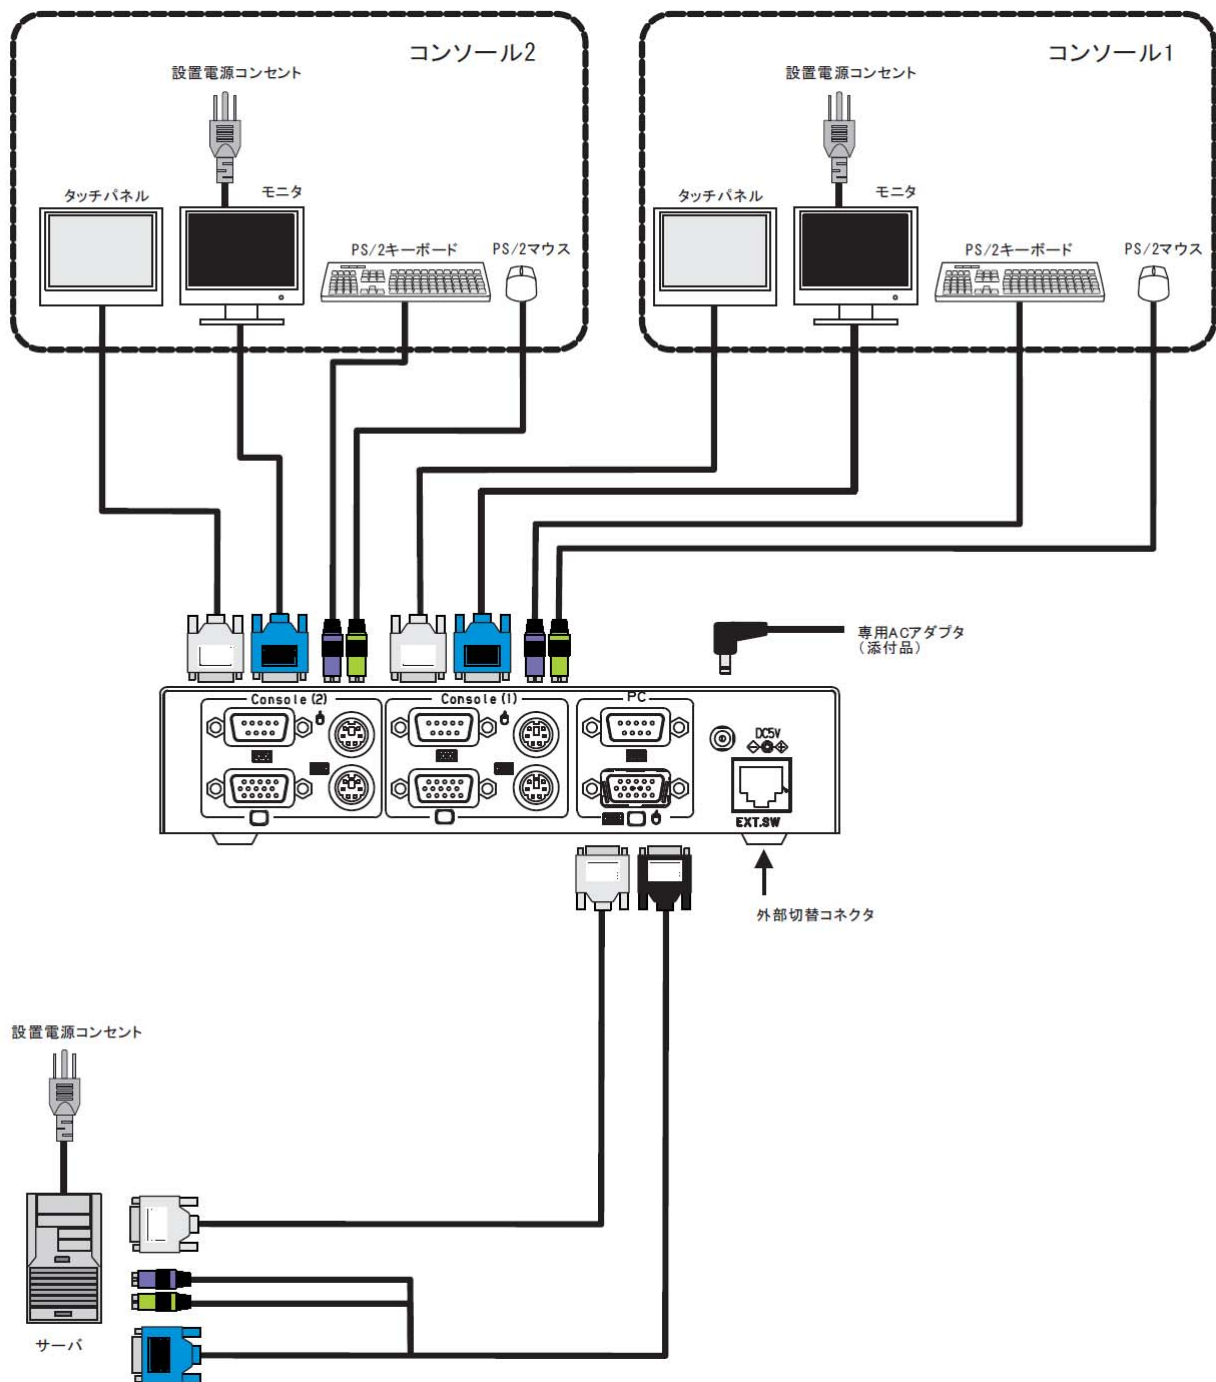 コンソール2
設置電源コンセント
タッチパネル
モニタ
PS/2キーボード
PS/2マウス
コンソール1
設置電源コンセント
タッチパネル
モニタ
PS/2キーボード
PS/2マウス
専用ACアダプタ
(添付品)
Console(2)
Console(1)
PC
DC5V
EXT.SW
外部切替コネクタ
設置電源コンセント
サーバ